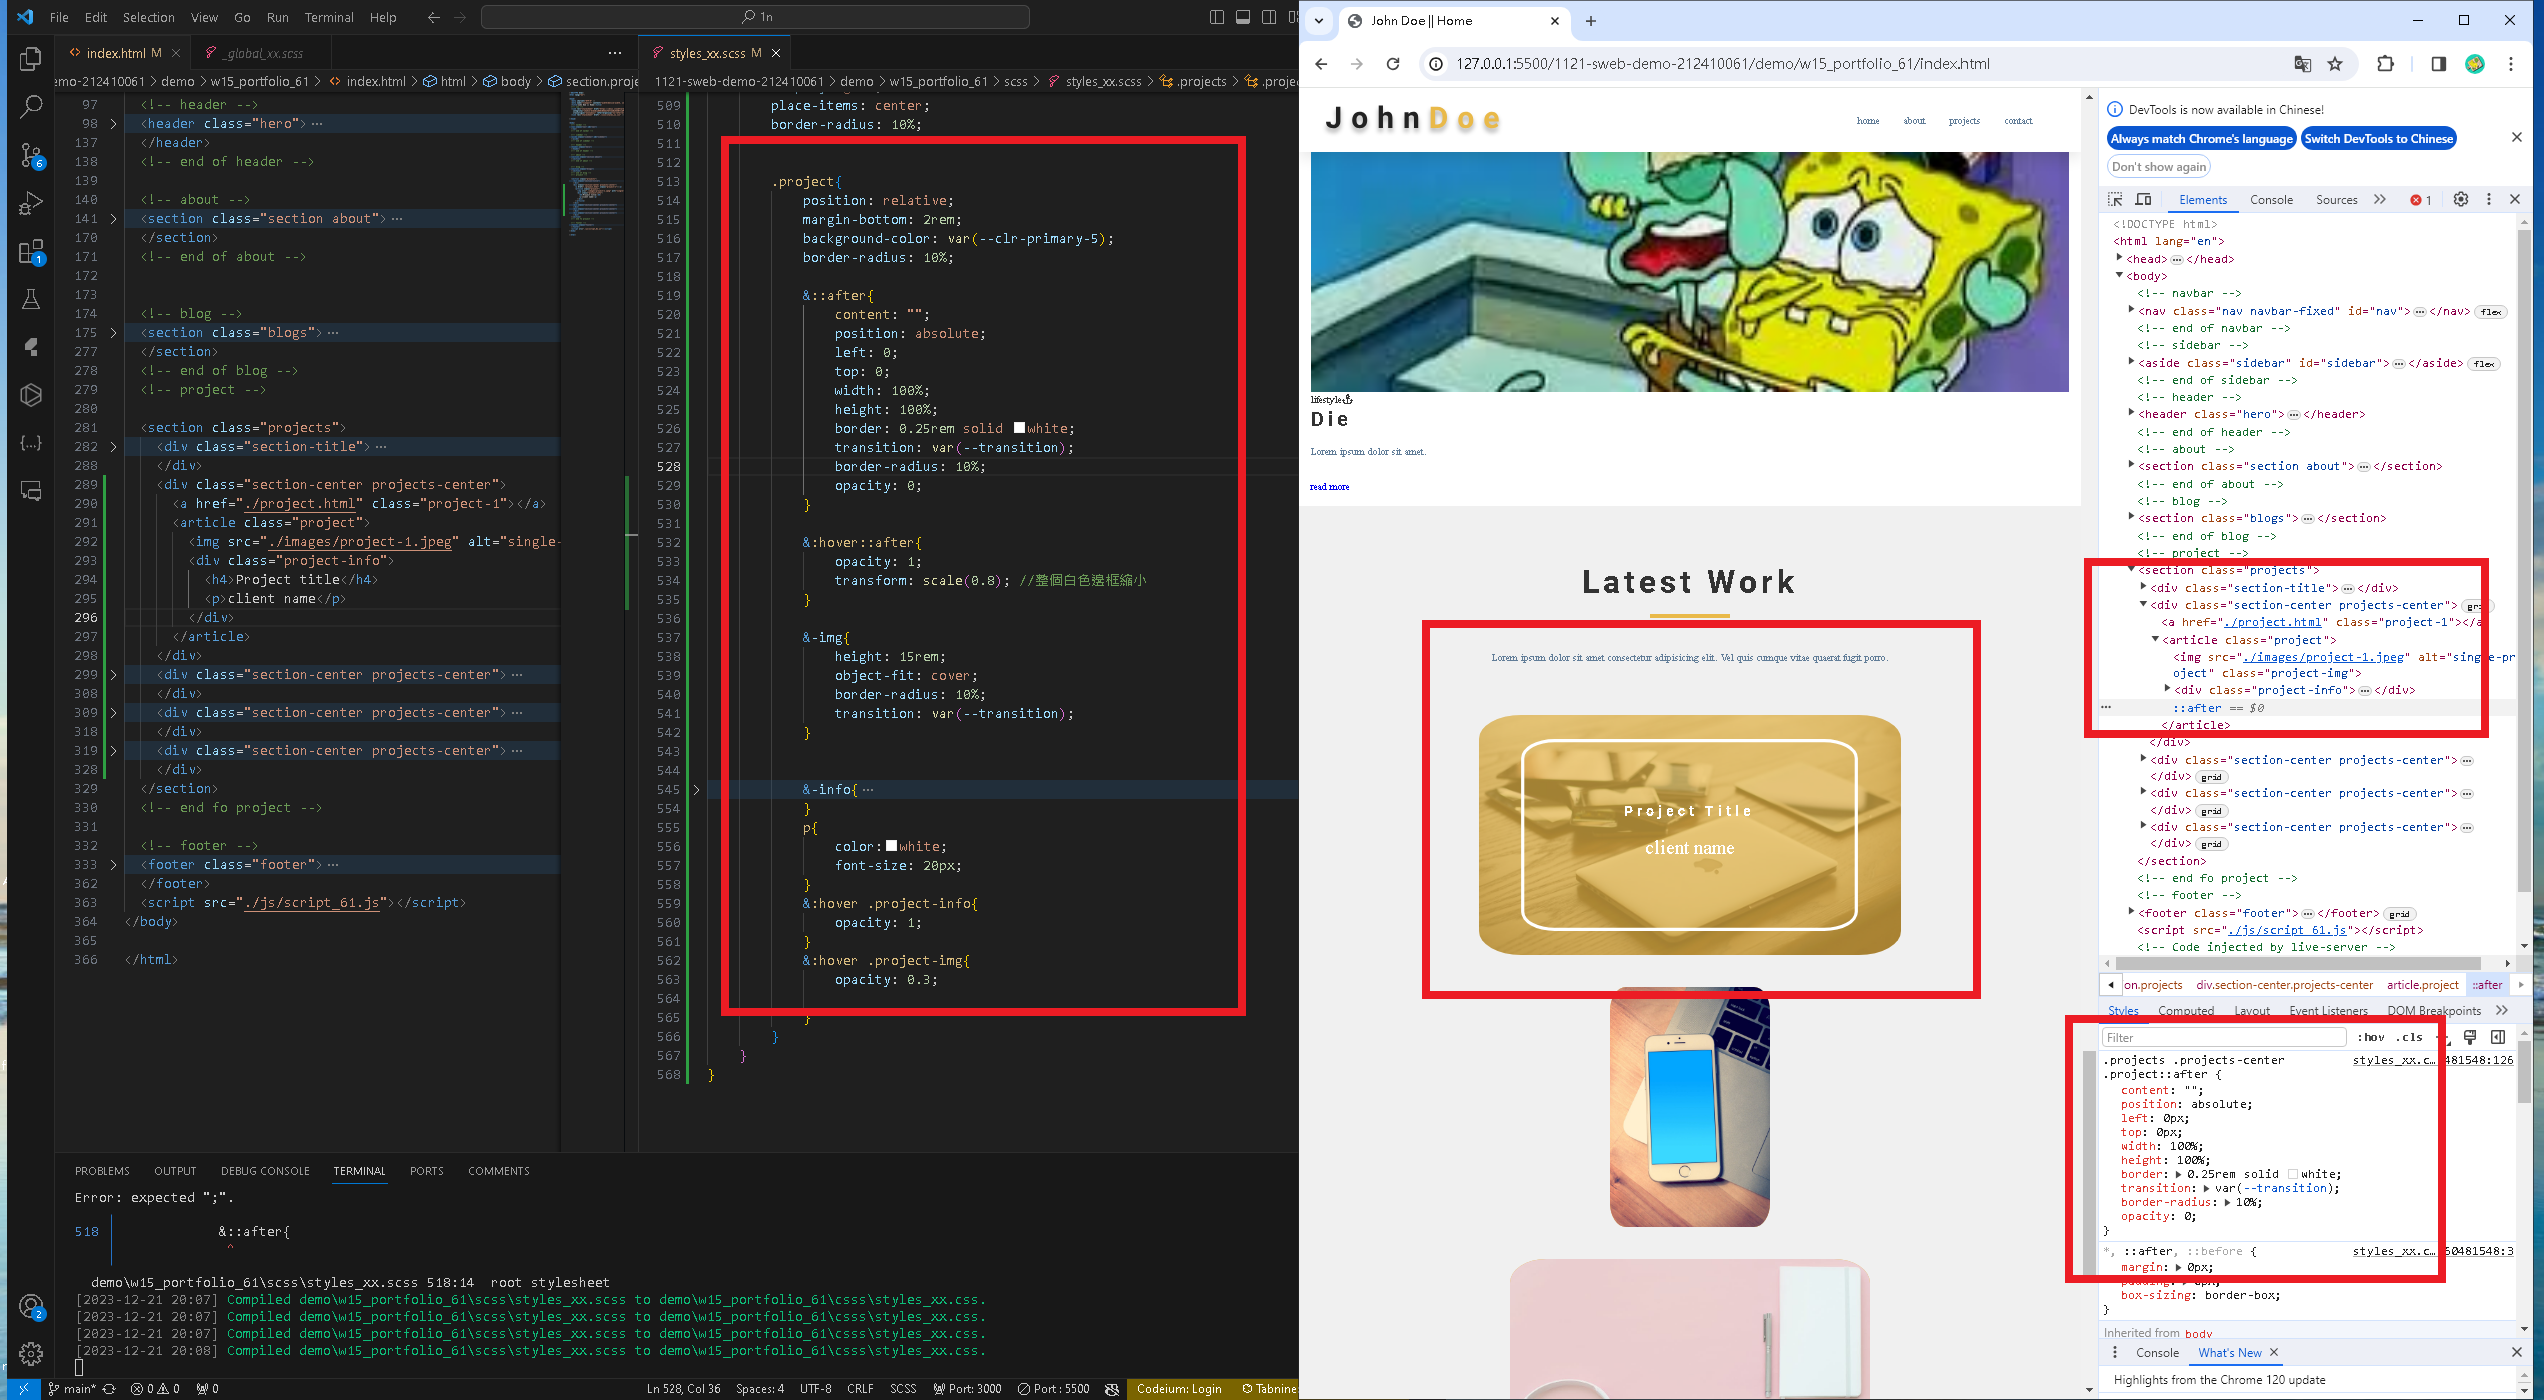 File Edit Selection View Go Run Terminal Help
1n
index.html M
_global_xx.scss
styles_xx.scss M
emo-212410061 > demo > w15_portfolio_61 > index.html > html > body > section.proje
1121-sweb-demo-212410061 > demo > w15_portfolio_61 > scss > styles_xx.scss > .projects > .projec
97 <!-- header -->
98 <header class="hero">…
137 </header>
138 <!-- end of header -->
139
140 <!-- about -->
141 <section class="section about">…
170 </section>
171 <!-- end of about -->
172
173
174 <!-- blog -->
175 <section class="blogs">…
277 </section>
278 <!-- end of blog -->
279 <!-- project -->
280
281 <section class="projects">
282 <div class="section-title">…
288 </div>
289 <div class="section-center projects-center">
290 <a href="./project.html" class="project-1"></a>
291 <article class="project">
292 <img src="./images/project-1.jpeg" alt="single-
293 <div class="project-info">
294 <h4>Project title</h4>
295 <p>client name</p>
296 </div>
297 </article>
298 </div>
299 <div class="section-center projects-center">…
308 </div>
309 <div class="section-center projects-center">…
318 </div>
319 <div class="section-center projects-center">…
328 </div>
329 </section>
330 <!-- end fo project -->
331
332 <!-- footer -->
333 <footer class="footer">…
362 </footer>
363 <script src="./js/script_61.js"></script>
364 </body>
365
366 </html>
509 place-items: center;
510 border-radius: 10%;
511
512
513 .project{
514 position: relative;
515 margin-bottom: 2rem;
516 background-color: var(--clr-primary-5);
517 border-radius: 10%;
518
519 &::after{
520 content: "";
521 position: absolute;
522 left: 0;
523 top: 0;
524 width: 100%;
525 height: 100%;
526 border: 0.25rem solid white;
527 transition: var(--transition);
528 border-radius: 10%;
529 opacity: 0;
530 }
531
532 &:hover::after{
533 opacity: 1;
534 transform: scale(0.8); //整個白色邊框縮小
535 }
536
537 &-img{
538 height: 15rem;
539 object-fit: cover;
540 border-radius: 10%;
541 transition: var(--transition);
542 }
543
544
545 &-info{…
554 }
555 p{
556 color: white;
557 font-size: 20px;
558 }
559 &:hover .project-info{
560 opacity: 1;
561 }
562 &:hover .project-img{
563 opacity: 0.3;
564
565 }
566 }
567 }
568 }
PROBLEMS OUTPUT DEBUG CONSOLE TERMINAL PORTS COMMENTS
Error: expected ";".
518 &::after{
^
demo\w15_portfolio_61\scss\styles_xx.scss 518:14 root stylesheet
[2023-12-21 20:07] Compiled demo\w15_portfolio_61\scss\styles_xx.scss to demo\w15_portfolio_61\csss\styles_xx.css.
[2023-12-21 20:07] Compiled demo\w15_portfolio_61\scss\styles_xx.scss to demo\w15_portfolio_61\csss\styles_xx.css.
[2023-12-21 20:07] Compiled demo\w15_portfolio_61\scss\styles_xx.scss to demo\w15_portfolio_61\csss\styles_xx.css.
[2023-12-21 20:08] Compiled demo\w15_portfolio_61\scss\styles_xx.scss to demo\w15_portfolio_61\csss\styles_xx.css.
main* 0 0 0 Ln 528, Col 36 Spaces: 4 UTF-8 CRLF SCSS Port: 3000 Port : 5500 Codeium: Login Tabnine
6
1
2
John Doe || Home
127.0.0.1:5500/1121-sweb-demo-212410061/demo/w15_portfolio_61/index.html
JohnDoe
home about projects contact
lifestyle
Die
Lorem ipsum dolor sit amet.
read more
Latest Work
Lorem ipsum dolor sit amet consectetur adipisicing elit. Vel quis cumque vitae quaerat fugit porro.
Project Title
client name
DevTools is now available in Chinese!
Always match Chrome's language Switch DevTools to Chinese
Don't show again
Elements Console Sources 1
<!DOCTYPE html>
<html lang="en">
<head>…</head>
<body>
<!-- navbar -->
<nav class="nav navbar-fixed" id="nav">…</nav> flex
<!-- end of navbar -->
<!-- sidebar -->
<aside class="sidebar" id="sidebar">…</aside> flex
<!-- end of sidebar -->
<!-- header -->
<header class="hero">…</header>
<!-- end of header -->
<!-- about -->
<section class="section about">…</section>
<!-- end of about -->
<!-- blog -->
<section class="blogs">…</section>
<!-- end of blog -->
<!-- project -->
<section class="projects">
<div class="section-title">…</div>
<div class="section-center projects-center">
<a href="./project.html" class="project-1"></a
<article class="project">
<img src="./images/project-1.jpeg" alt="single-pr
oject" class="project-img">
<div class="project-info">…</div>
::after == $0
</article>
</div>
<div class="section-center projects-center">…
</div> grid
<div class="section-center projects-center">…
</div> grid
<div class="section-center projects-center">…
</div> grid
</section>
<!-- end fo project -->
<!-- footer -->
<footer class="footer">…</footer> grid
<script src="./js/script_61.js"></script>
<!-- Code injected by live-server -->
on.projects div.section-center.projects-center article.project ::after
Styles Computed Layout Event Listeners DOM Breakpoints
Filter :hov .cls
.projects .projects-center styles_xx.c…481548:126
.project::after {
content: "";
position: absolute;
left: 0px;
top: 0px;
width: 100%;
height: 100%;
border: 0.25rem solid white;
transition: var(--transition);
border-radius: 10%;
opacity: 0;
}
*, ::after, ::before { styles_xx.c…60481548:3
margin: 0px;
padding: 0px;
box-sizing: border-box;
}
Inherited from body
Console What's New
Highlights from the Chrome 120 update